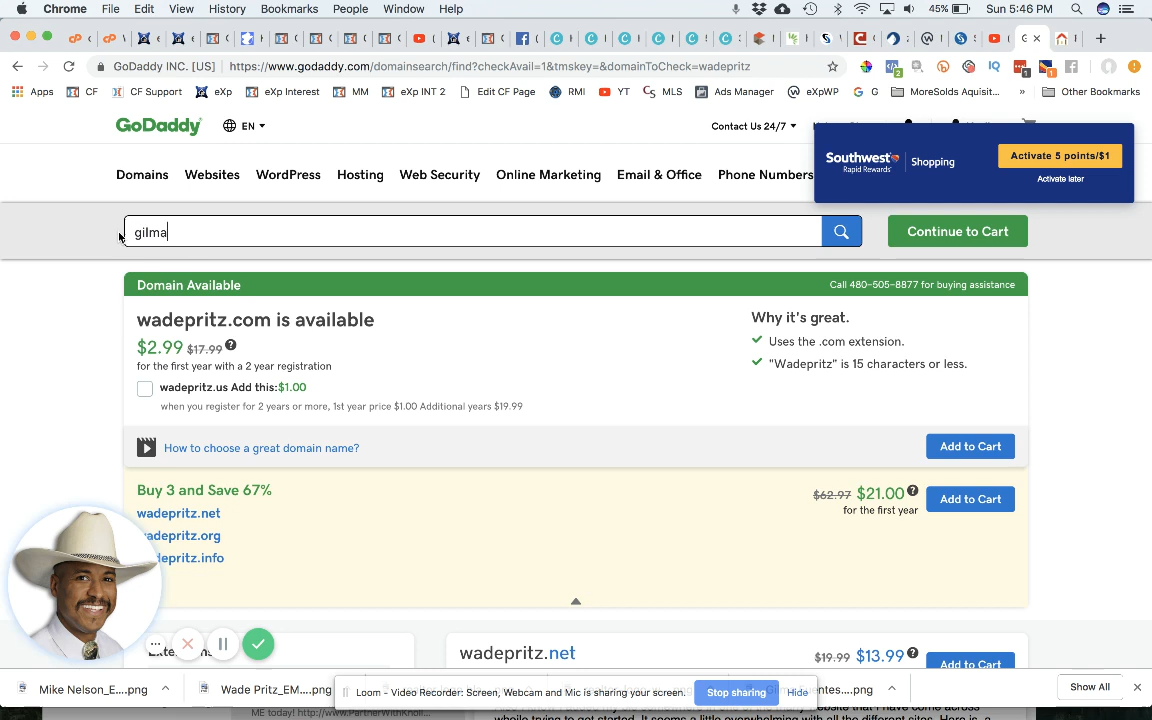 Chrome File Edit View History Bookmarks People Window Help 45% Sun 5:46 PM
GoDaddy INC. [US] https://www.godaddy.com/domainsearch/find?checkAvail=1&tmskey=&domainToCheck=wadepritz
Apps CF CF Support eXp eXp Interest MM eXp INT 2 Edit CF Page RMI YT MLS Ads Manager eXpWP G MoreSolds Aquisit... » Other Bookmarks
GoDaddy EN Contact Us 24/7
Southwest Rapid Rewards Shopping Activate 5 points/$1
Activate later
Domains Websites WordPress Hosting Web Security Online Marketing Email & Office Phone Numbers
gilma Continue to Cart
Domain Available Call 480-505-8877 for buying assistance
wadepritz.com is available
$2.99 $17.99
for the first year with a 2 year registration
wadepritz.us Add this:$1.00
when you register for 2 years or more, 1st year price $1.00 Additional years $19.99
Why it's great.
Uses the .com extension.
"Wadepritz" is 15 characters or less.
How to choose a great domain name? Add to Cart
Buy 3 and Save 67% $62.97 $21.00 Add to Cart
for the first year
wadepritz.net
wadepritz.org
wadepritz.info
wadepritz.net $19.99 $13.99 Add to Cart
Mike Nelson_E....png Wade Pritz_EM....png Show All
Loom – Video Recorder: Screen, Webcam and Mic is sharing your screen. Stop sharing Hide